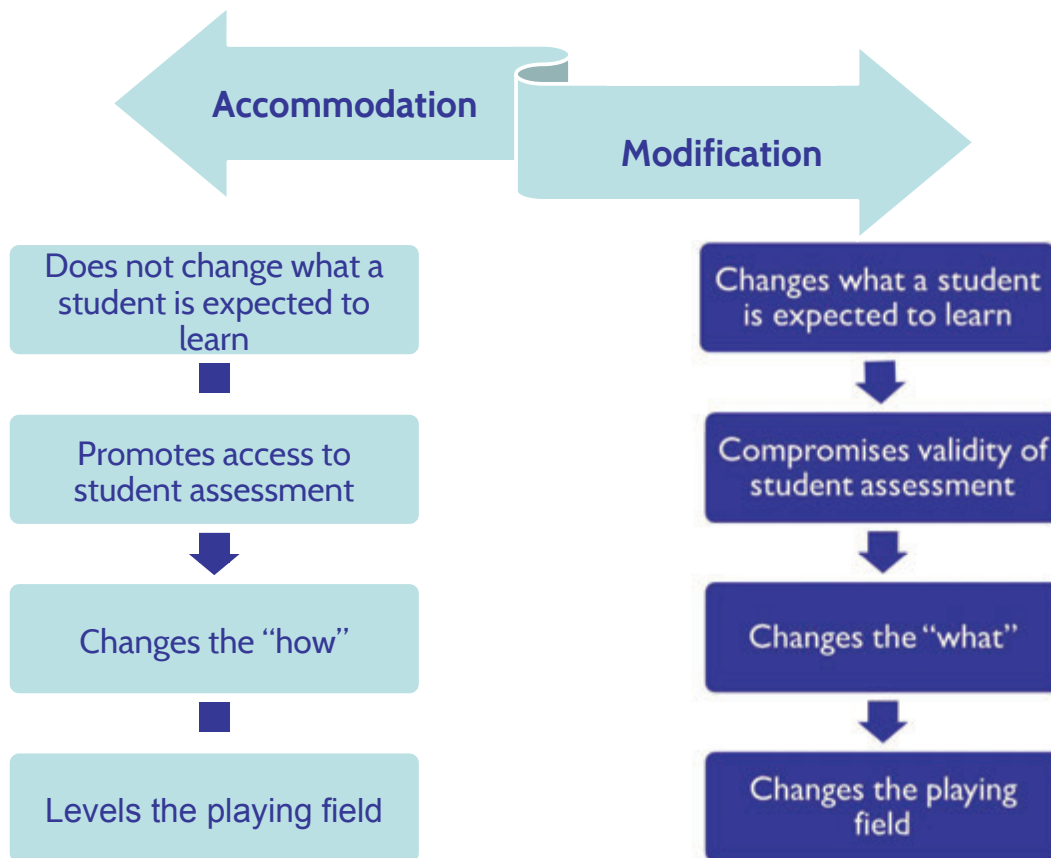 Accommodation
Modification
Does not change what a
student is expected to
learn
Promotes access to
student assessment
Changes the “how”
Levels the playing field
Changes what a student
is expected to learn
Compromises validity of
student assessment
Changes the “what”
Changes the playing
field